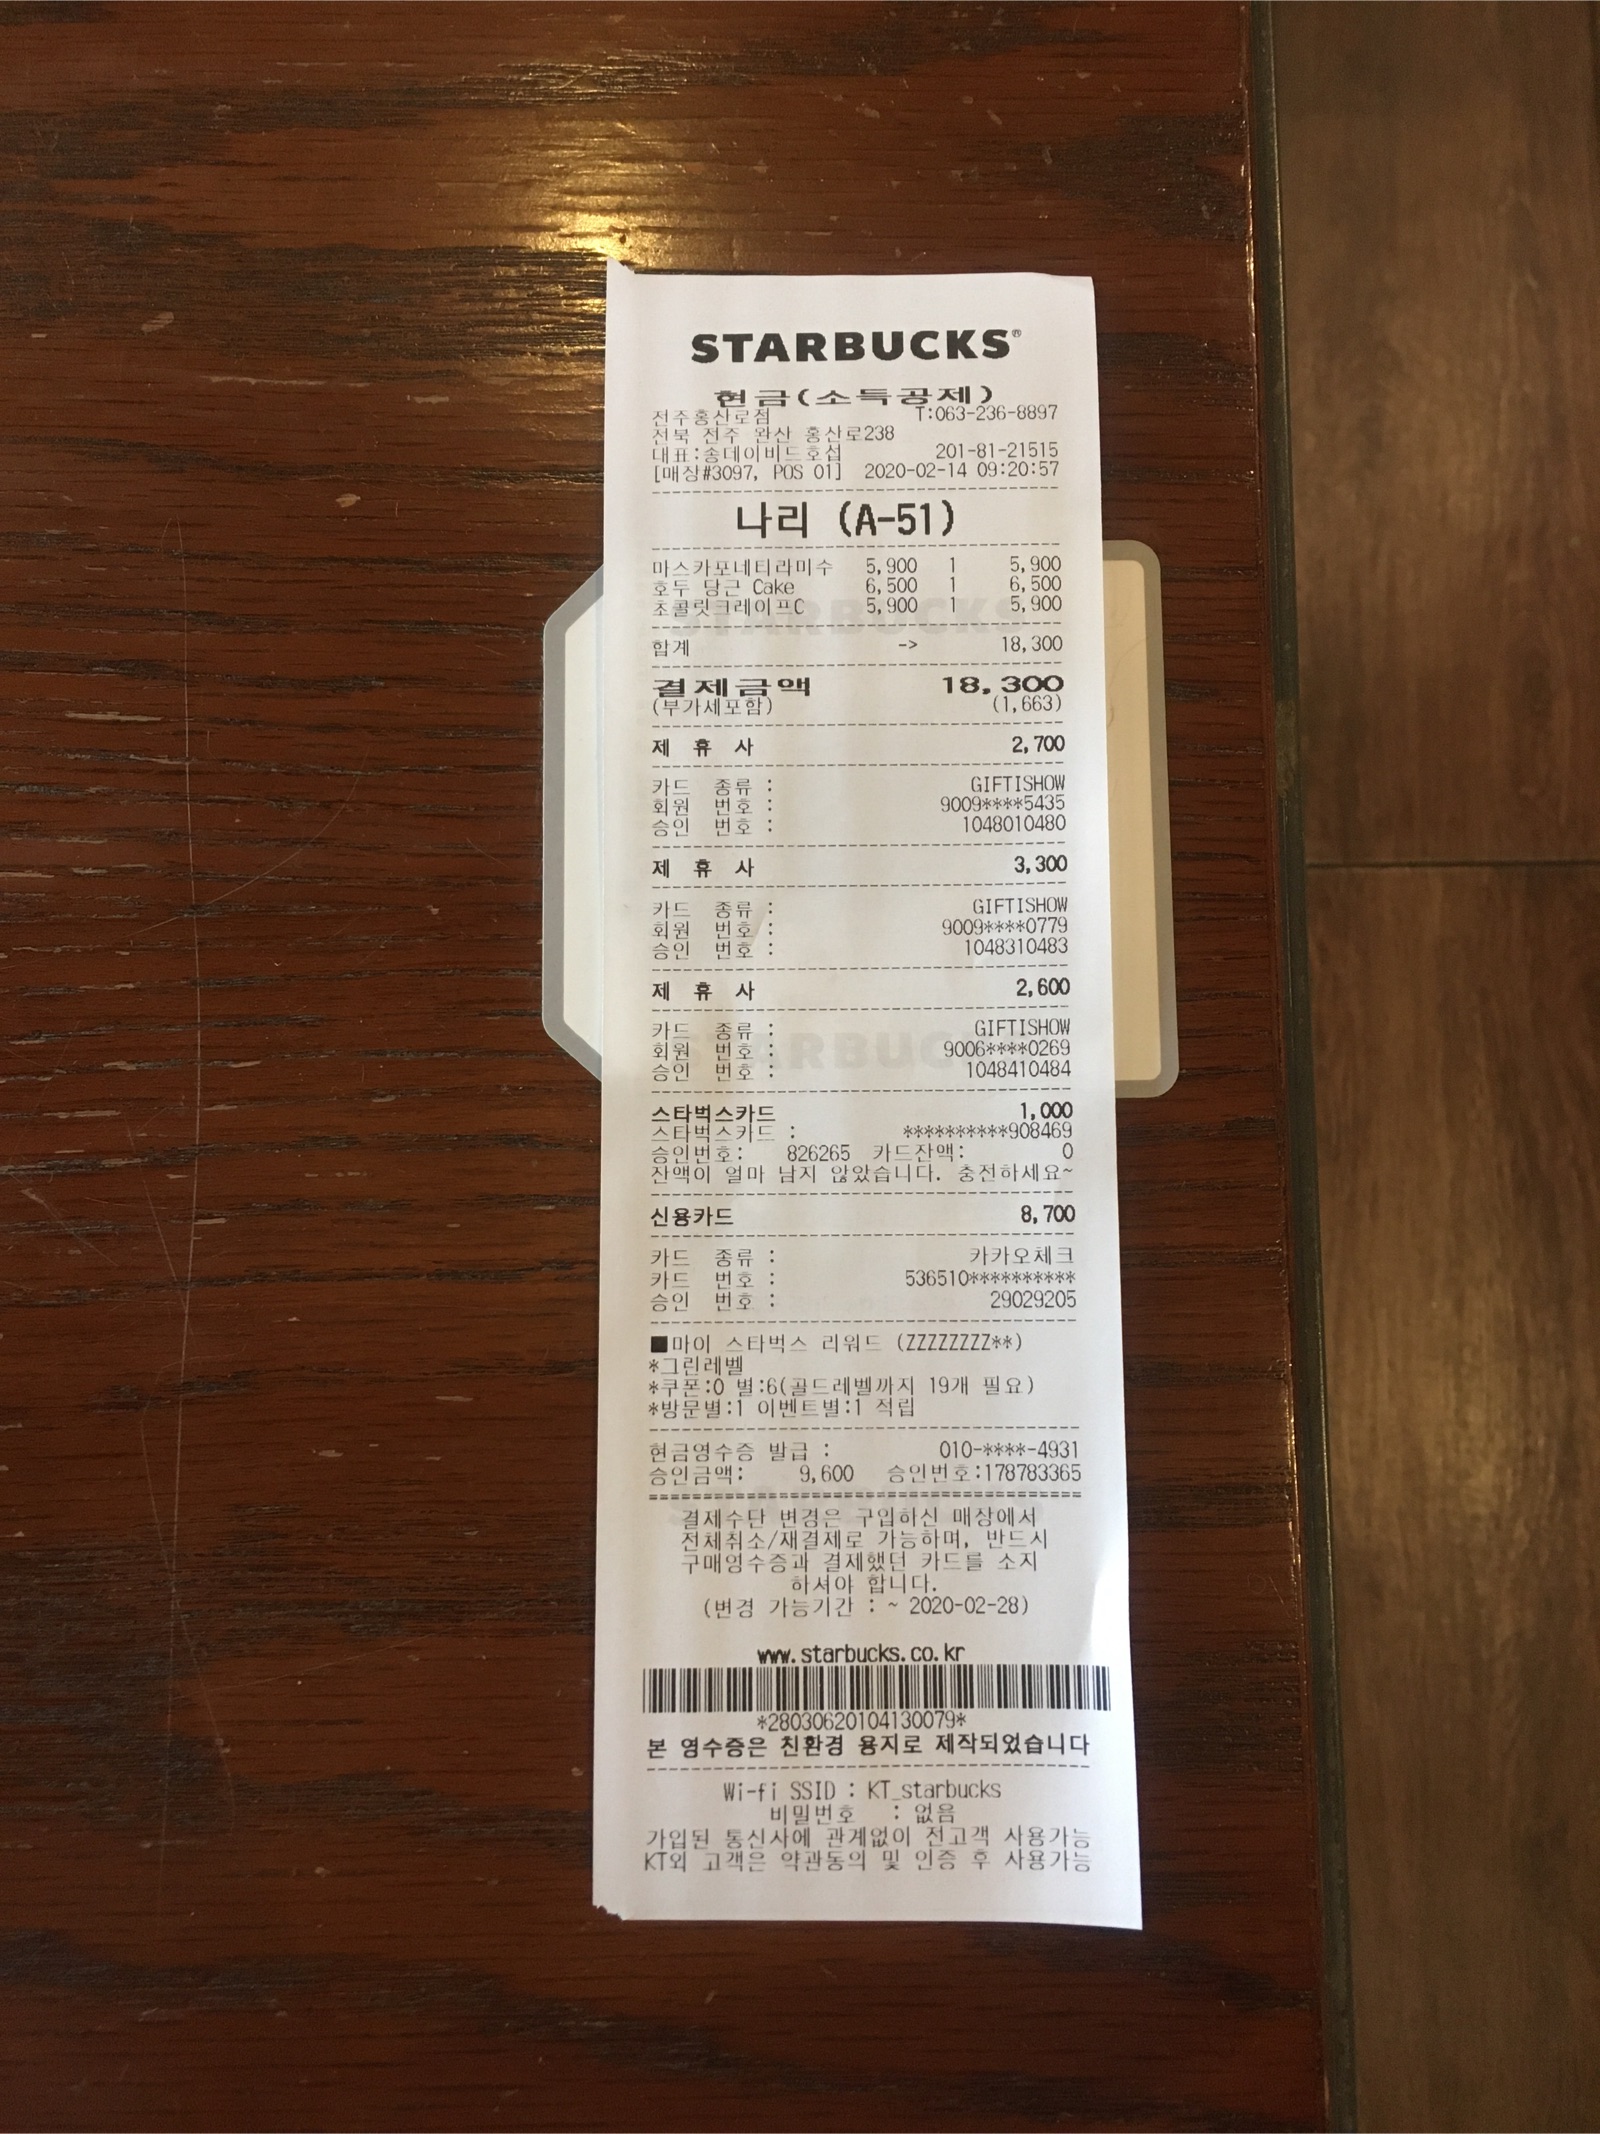 STARBUCKS®
현금(소득공제)
전주홍산로점 T:063-236-8897
전북 전주 완산 홍산로238
대표:송데이비드호섭 201-81-21515
[매장#3097, POS 01] 2020-02-14 09:20:57
나리 (A-51)
마스카포네티라미수 5,900 1 5,900
호두 당근 Cake 6,500 1 6,500
초콜릿크레이프C 5,900 1 5,900
합계 -> 18,300
결제금액 18,300
(부가세포함) (1,663)
제 휴 사 2,700
카드 종류 : GIFTISHOW
회원 번호 : 9009****5435
승인 번호 : 1048010480
제 휴 사 3,300
카드 종류 : GIFTISHOW
회원 번호 : 9009****0779
승인 번호 : 1048310483
제 휴 사 2,600
카드 종류 : GIFTISHOW
회원 번호 : 9006****0269
승인 번호 : 1048410484
스타벅스카드 1,000
스타벅스카드 : **********908469
승인번호: 826265 카드잔액: 0
잔액이 얼마 남지 않았습니다. 충전하세요~
신용카드 8,700
카드 종류 : 카카오체크
카드 번호 : 536510**********
승인 번호 : 29029205
■마이 스타벅스 리워드 (ZZZZZZZZ**)
*그린레벨
*쿠폰:0 별:6(골드레벨까지 19개 필요)
*방문별:1 이벤트별:1 적립
현금영수증 발급 : 010-****-4931
승인금액: 9,600 승인번호:178783365
결제수단 변경은 구입하신 매장에서
전체취소/재결제로 가능하며, 반드시
구매영수증과 결제했던 카드를 소지
하셔야 합니다.
(변경 가능기간 : ~ 2020-02-28)
www.starbucks.co.kr
*28030620104130079*
본 영수증은 친환경 용지로 제작되었습니다
Wi-fi SSID : KT_starbucks
비밀번호 : 없음
가입된 통신사에 관계없이 전고객 사용가능
KT외 고객은 약관동의 및 인증 후 사용가능